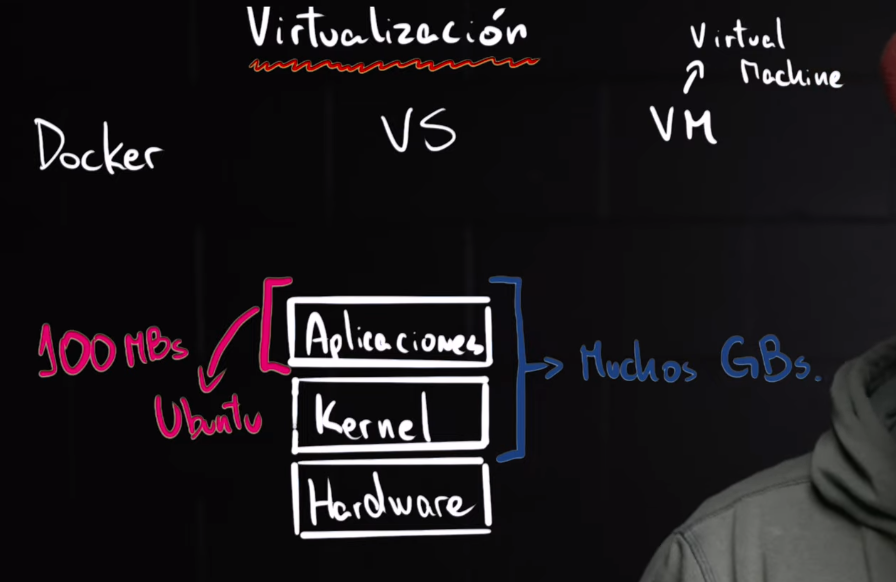 Virtualización
Virtual
Machine
Docker
VS
VM
Aplicaciones
100 MBs
Ubuntu
Muchos GBs.
Kernel
Hardware